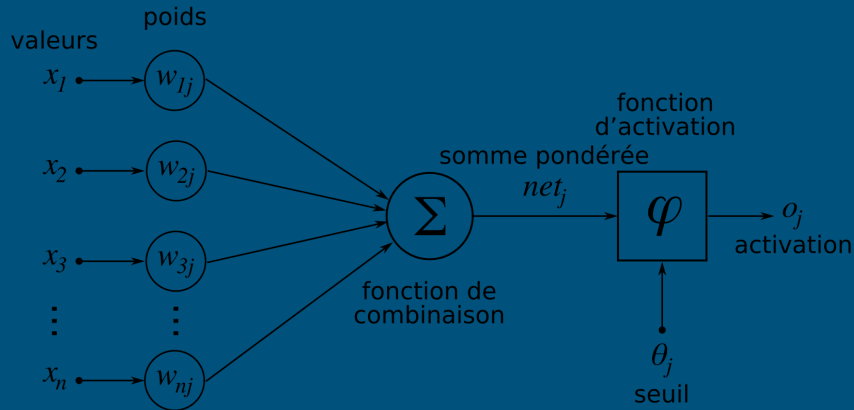 poids
valeurs
x₁ w₁ⱼ
fonction
d'activation
x₂ w₂ⱼ
somme pondérée
netⱼ
Σ φ oⱼ
activation
x₃ w₃ⱼ
fonction de
combinaison
⋮ ⋮
θⱼ
xₙ wₙⱼ
seuil